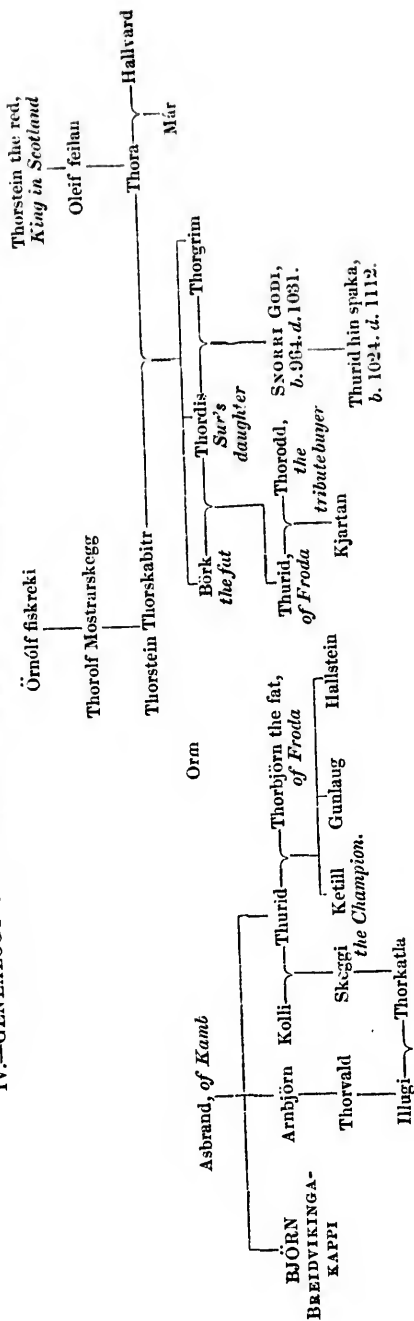 Örnólf fiskreki
Thorolf Mostrarskegg
Thorstein Thorskabitr
Thorstein the red,
King in Scotland
Oleif feilan
Thora
Hallvard
Már
Orm
Börk
the fat
Thordis
Sur's
daughter
Thorgrim
Thurid,
of Froda
Thorodd,
the
tributebuyer
Kjartan
SNORRI GODI,
b. 964. d. 1031.
Thurid hin spaka,
b. 1024. d. 1112.
Asbrand, of Kamb
BJÖRN
BREIDVIKINGA-
KAPPI
Arnbjörn
Kolli
Thurid
Thorbjörn the fat,
of Froda
Thorvald
Skeggi
Ketill
the Champion.
Gunlaug
Hallstein
Illugi
Thorkatla